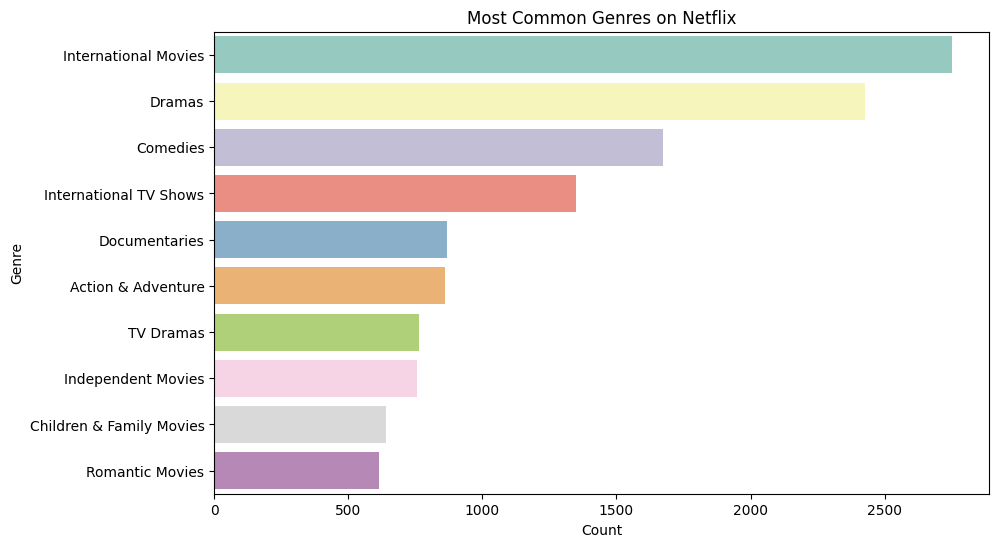 Most Common Genres on Netflix
International Movies
Dramas
Comedies
International TV Shows
Documentaries
Action & Adventure
TV Dramas
Independent Movies
Children & Family Movies
Romantic Movies
Genre
0 500 1000 1500 2000 2500
Count